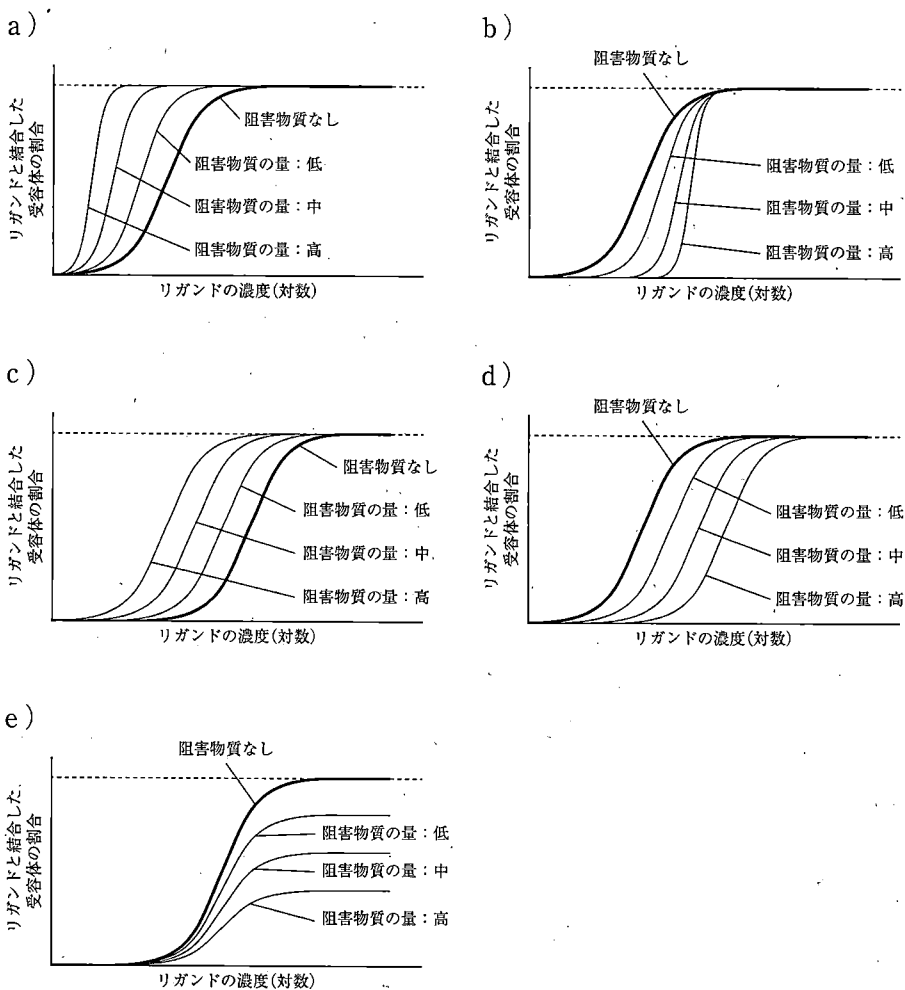 a)
リガンドと結合した
受容体の割合
阻害物質なし
阻害物質の量：低
阻害物質の量：中
阻害物質の量：高
リガンドの濃度(対数)
b)
阻害物質なし
リガンドと結合した
受容体の割合
阻害物質の量：低
阻害物質の量：中
阻害物質の量：高
リガンドの濃度(対数)
c)
リガンドと結合した
受容体の割合
阻害物質なし
阻害物質の量：低
阻害物質の量：中
阻害物質の量：高
リガンドの濃度(対数)
d)
阻害物質なし
リガンドと結合した
受容体の割合
阻害物質の量：低
阻害物質の量：中
阻害物質の量：高
リガンドの濃度(対数)
e)
阻害物質なし
リガンドと結合した
受容体の割合
阻害物質の量：低
阻害物質の量：中
阻害物質の量：高
リガンドの濃度(対数)